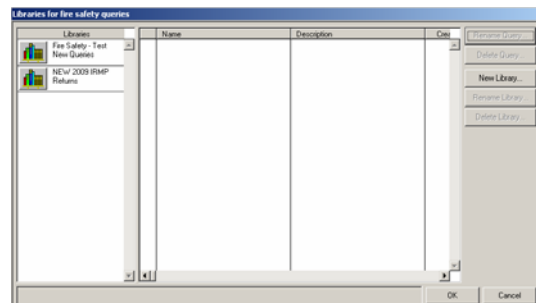 Libraries for fire safety queries
Libraries
Name
Description
Crea
Fire Safety - Test
New Queries
NEW 2009 IRMP
Returns
Rename Query...
Delete Query...
New Library...
Rename Library...
Delete Library...
OK
Cancel